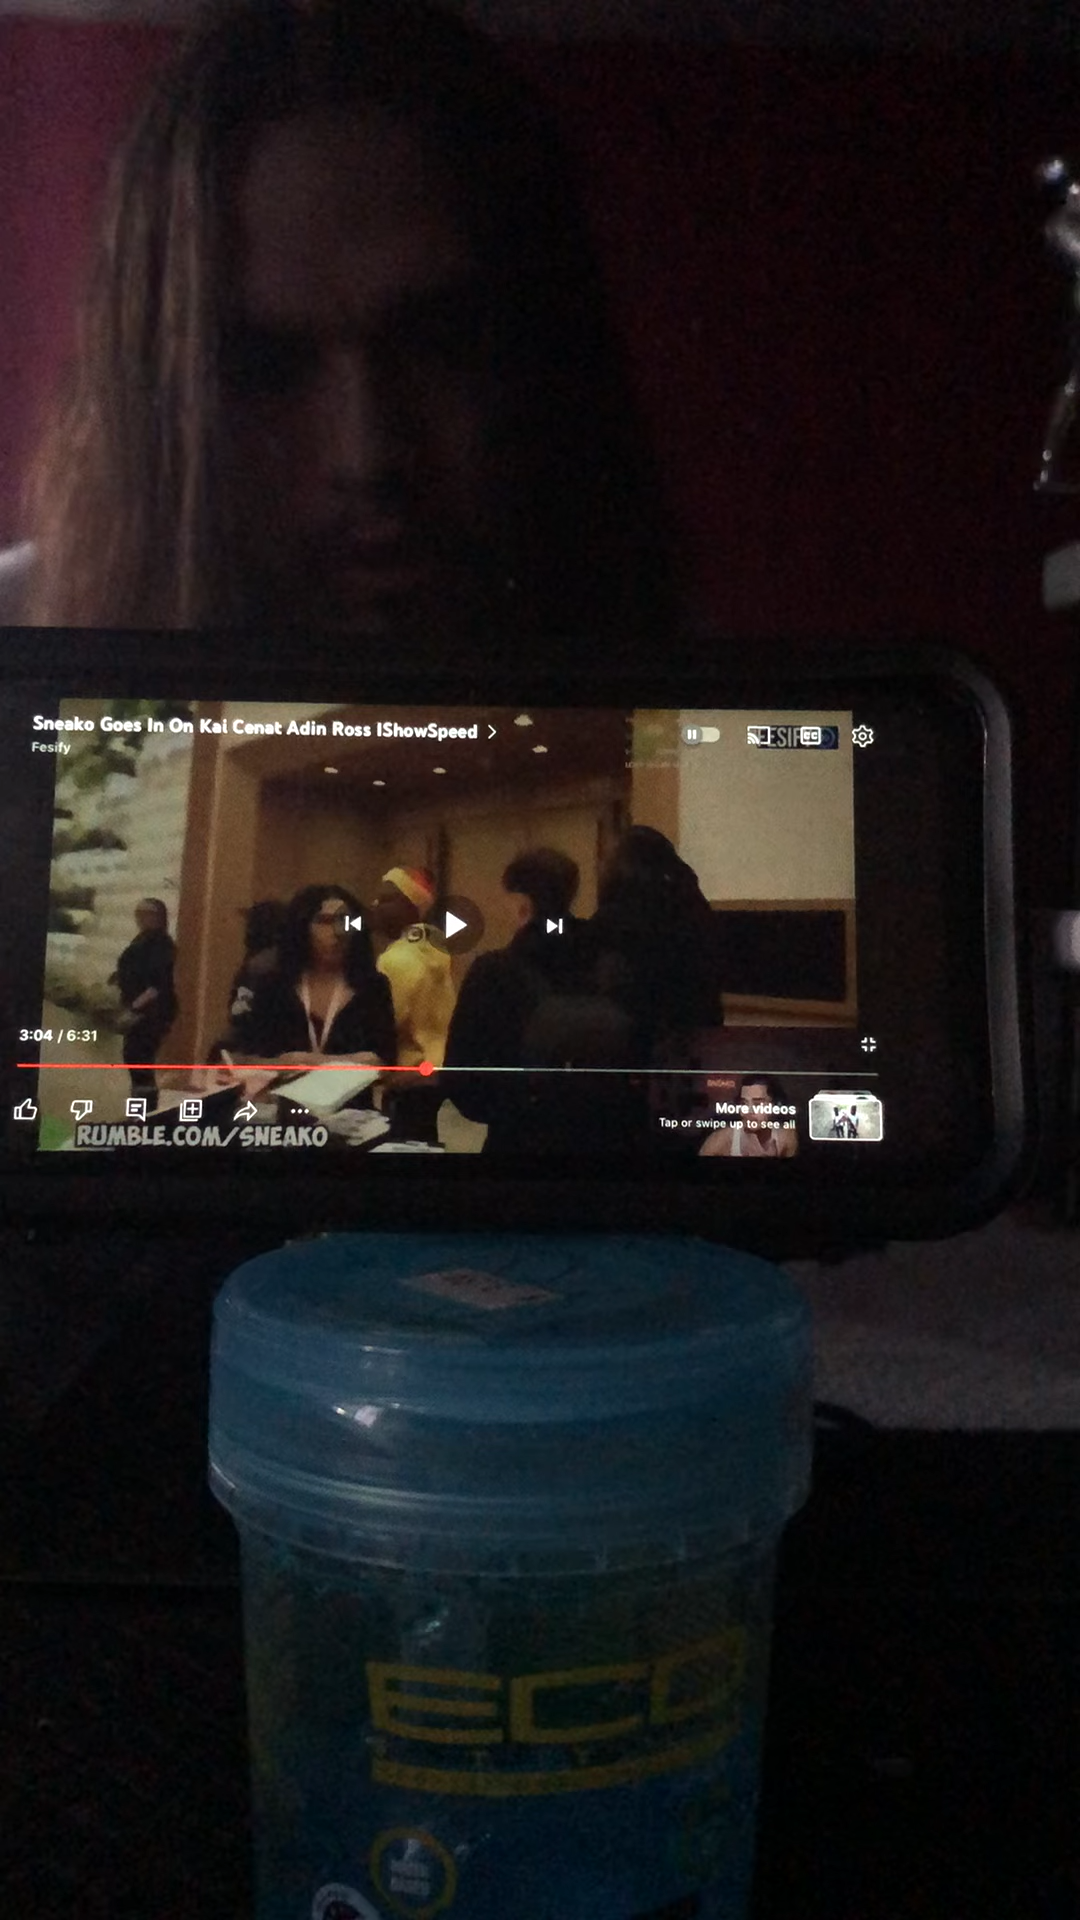 Sneako Goes In On Kai Cenat Adin Ross IShowSpeed
Fesify
CC
3:04 / 6:31
More videos
Tap or swipe up to see all
RUMBLE.COM/SNEAKO
ECO